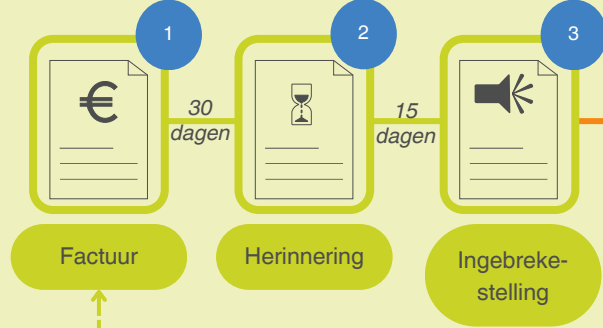 1
2
3
€
30
dagen
15
dagen
Factuur
Herinnering
Ingebreke-
stelling